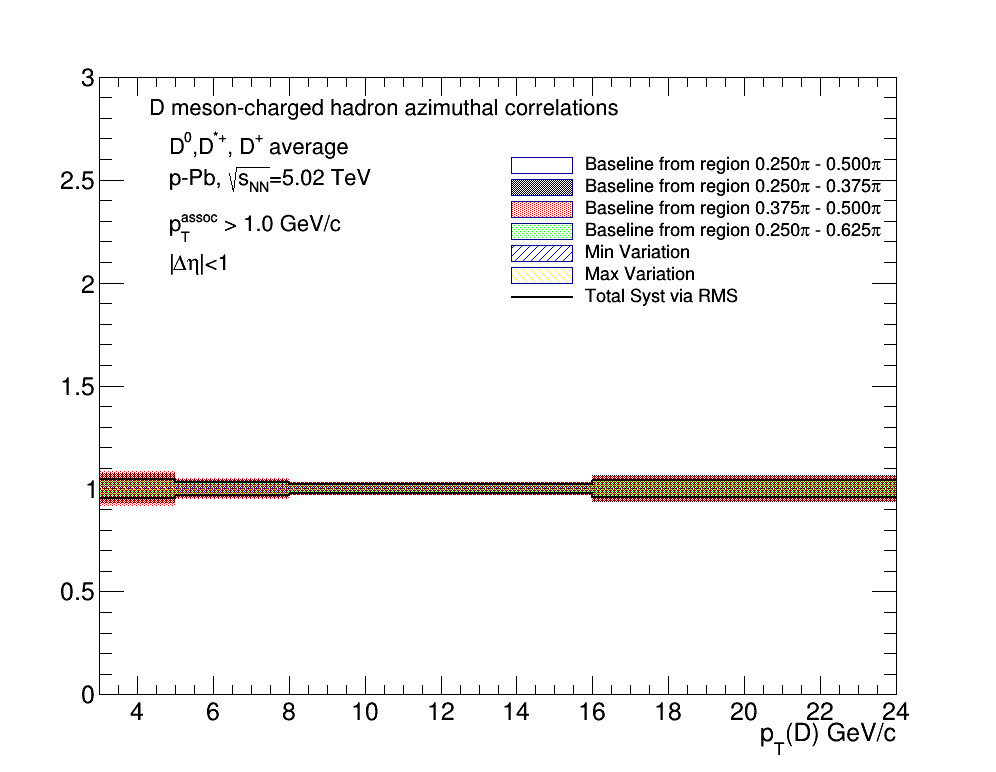 D meson-charged hadron azimuthal correlations
D⁰,D*⁺, D⁺ average
p-Pb, √s_NN=5.02 TeV
p_T^assoc > 1.0 GeV/c
|Δη|<1
Baseline from region 0.250π - 0.500π
Baseline from region 0.250π - 0.375π
Baseline from region 0.375π - 0.500π
Baseline from region 0.250π - 0.625π
Min Variation
Max Variation
Total Syst via RMS
3
2.5
2
1.5
1
0.5
0
4 6 8 10 12 14 16 18 20 22 24
p_T(D) GeV/c